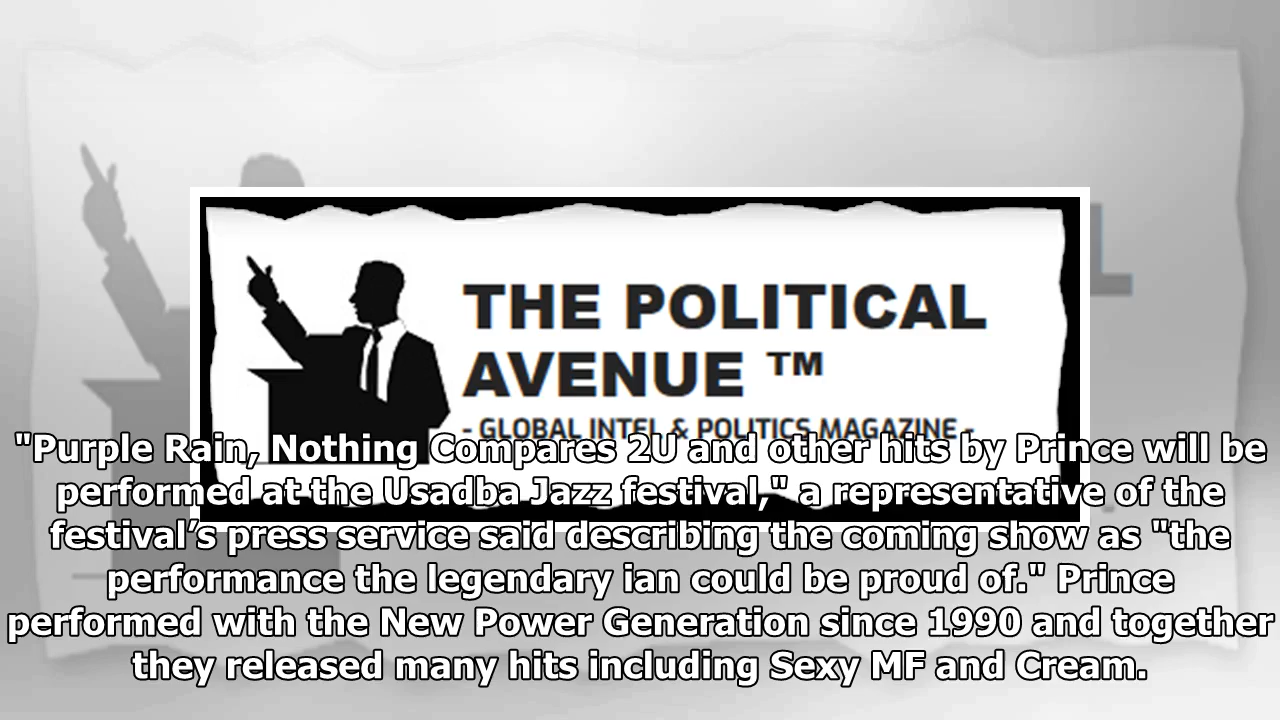 THE POLITICAL
AVENUE ™
- GLOBAL INTEL & POLITICS MAGAZINE -
"Purple Rain, Nothing Compares 2U and other hits by Prince will be
performed at the Usadba Jazz festival," a representative of the
festival’s press service said describing the coming show as "the
performance the legendary ian could be proud of." Prince
performed with the New Power Generation since 1990 and together
they released many hits including Sexy MF and Cream.